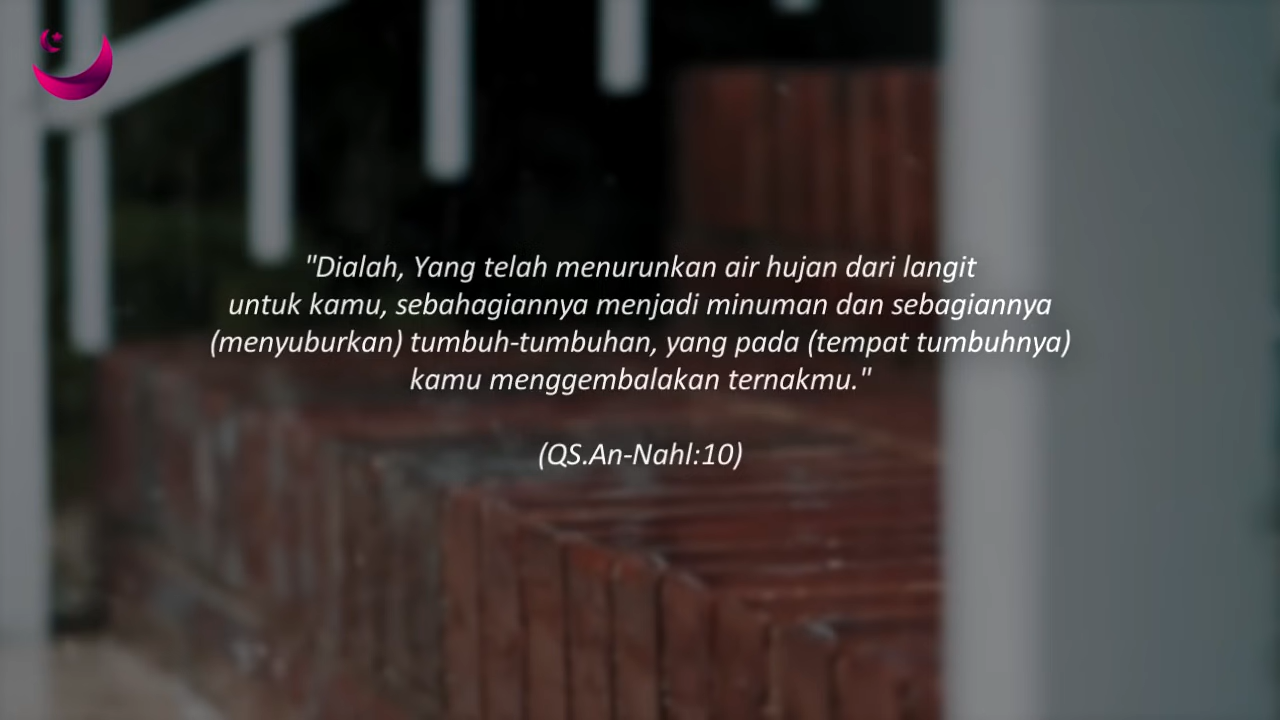 "Dialah, Yang telah menurunkan air hujan dari langit
untuk kamu, sebahagiannya menjadi minuman dan sebagiannya
(menyuburkan) tumbuh-tumbuhan, yang pada (tempat tumbuhnya)
kamu menggembalakan ternakmu."
(QS.An-Nahl:10)